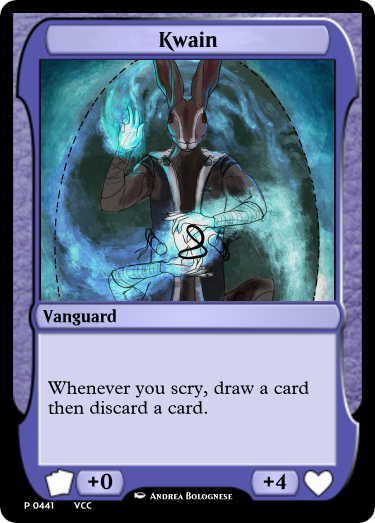 Kwain
Vanguard
Whenever you scry, draw a card
then discard a card.
+0
+4
Andrea Bolognese
P 0441 VCC